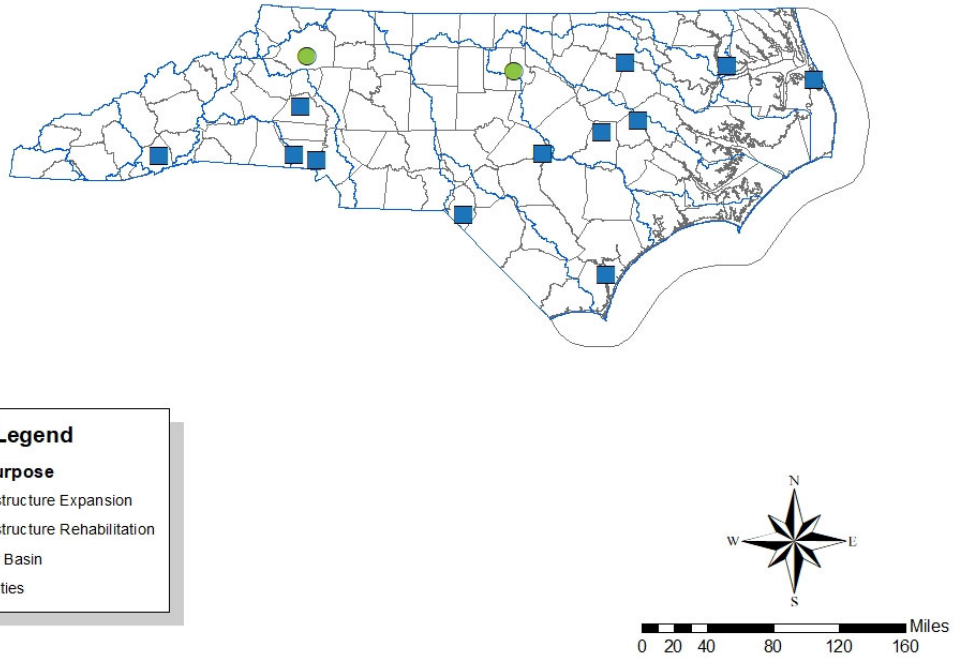 Legend
urpose
structure Expansion
structure Rehabilitation
Basin
ties
N
W E
S
Miles
0 20 40 80 120 160